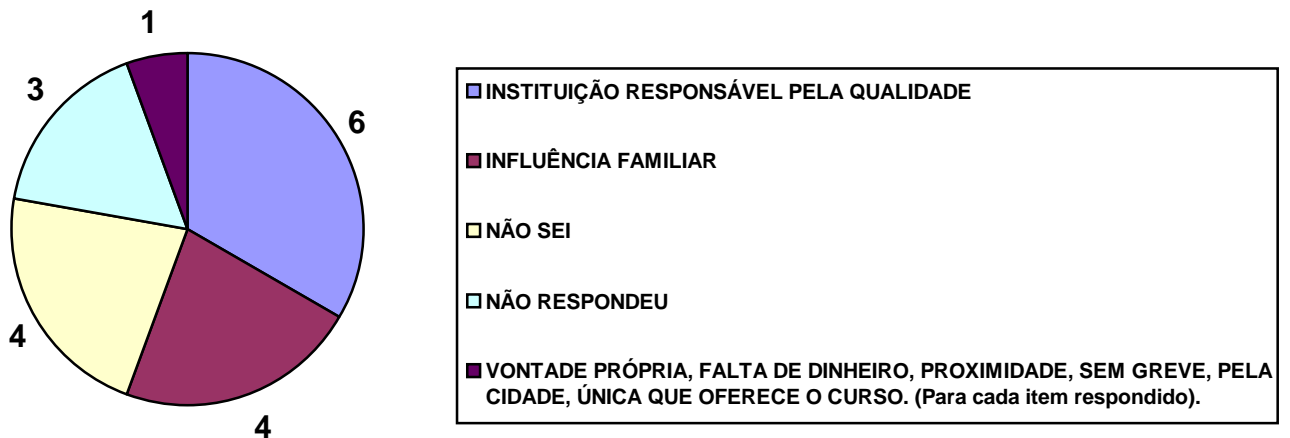 1
3
6
4
4
INSTITUIÇÃO RESPONSÁVEL PELA QUALIDADE
INFLUÊNCIA FAMILIAR
NÃO SEI
NÃO RESPONDEU
VONTADE PRÓPRIA, FALTA DE DINHEIRO, PROXIMIDADE, SEM GREVE, PELA
CIDADE, ÚNICA QUE OFERECE O CURSO. (Para cada item respondido).